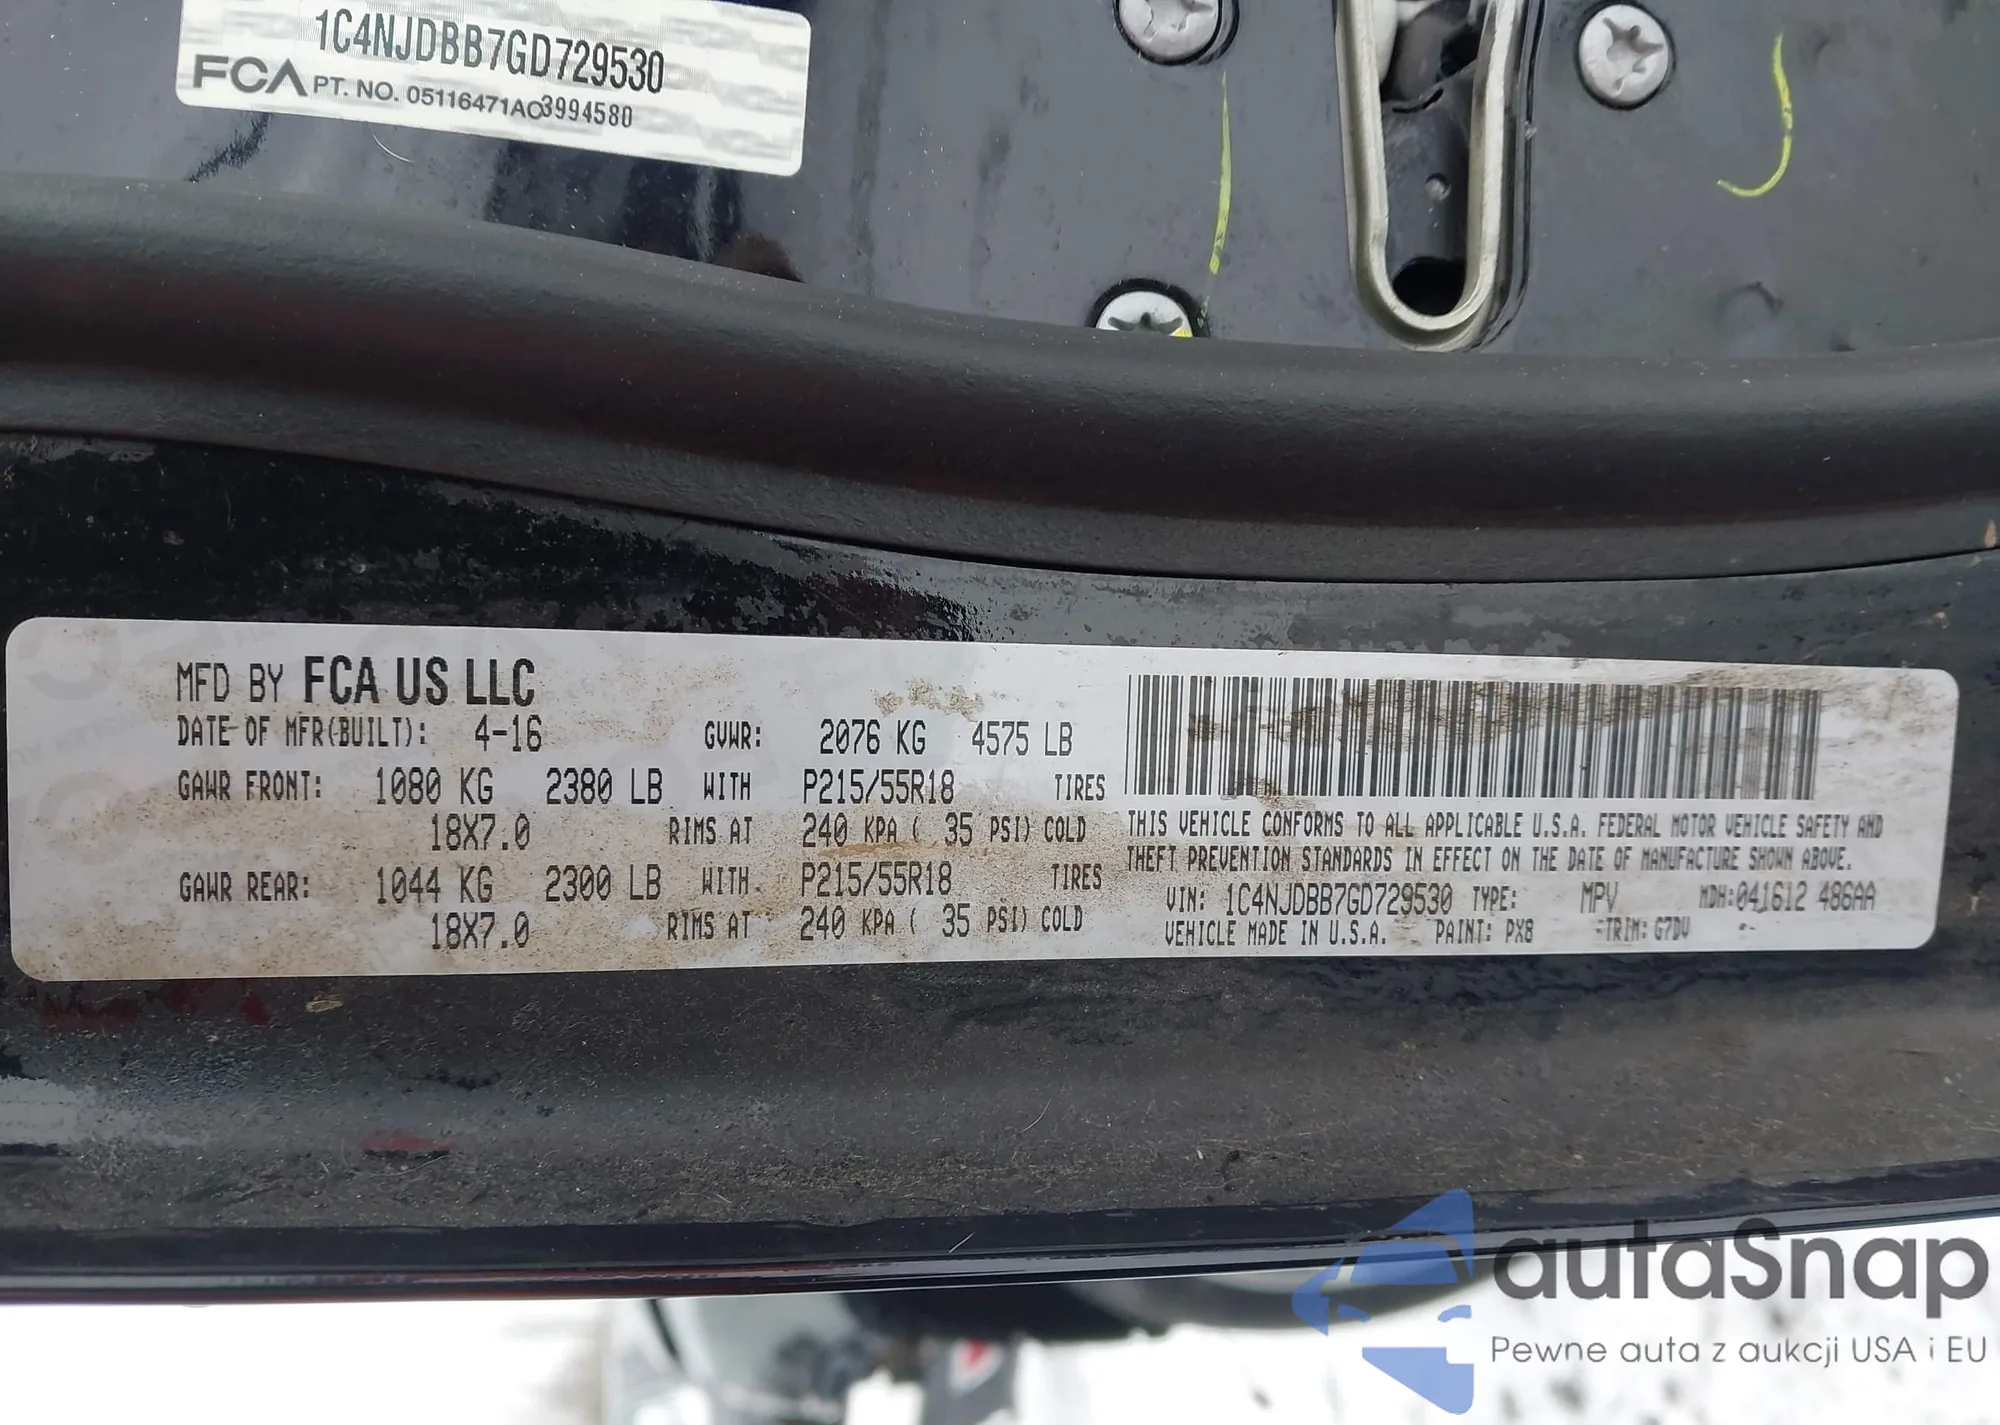 1C4NJDBB7GD729530
FCA PT. NO. 05116471AC 3994580
MFD BY FCA US LLC
DATE OF MFR(BUILT): 4-16 GVWR: 2076 KG 4575 LB
GAWR FRONT: 1080 KG 2380 LB WITH P215/55R18 TIRES
18X7.0 RIMS AT 240 KPA ( 35 PSI) COLD
GAWR REAR: 1044 KG 2300 LB WITH P215/55R18 TIRES
18X7.0 RIMS AT 240 KPA ( 35 PSI) COLD
THIS VEHICLE CONFORMS TO ALL APPLICABLE U.S.A. FEDERAL MOTOR VEHICLE SAFETY AND
THEFT PREVENTION STANDARDS IN EFFECT ON THE DATE OF MANUFACTURE SHOWN ABOVE.
VIN: 1C4NJDBB7GD729530 TYPE: MPV MDH:041612 486AA
VEHICLE MADE IN U.S.A. PAINT: PX8 TRIM: G7DV
autaSnap
Pewne auta z aukcji USA i EU